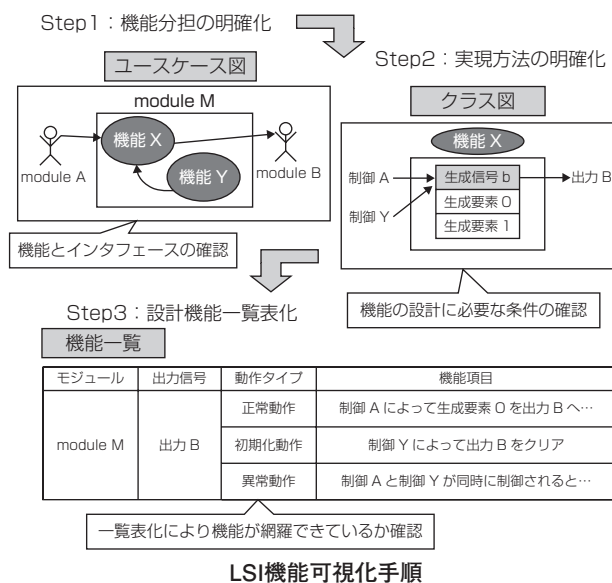 Step1：機能分担の明確化
ユースケース図
module M
module A
機能 X
機能 Y
module B
機能とインタフェースの確認
Step2：実現方法の明確化
クラス図
機能 X
制御 A
制御 Y
生成信号 b
生成要素 0
生成要素 1
出力 B
機能の設計に必要な条件の確認
Step3：設計機能一覧表化
機能一覧
モジュール 出力信号 動作タイプ 機能項目
module M 出力 B
正常動作 制御 A によって生成要素 0 を出力 B へ…
初期化動作 制御 Y によって出力 B をクリア
異常動作 制御 A と制御 Y が同時に制御されると…
一覧表化により機能が網羅できているか確認
LSI機能可視化手順